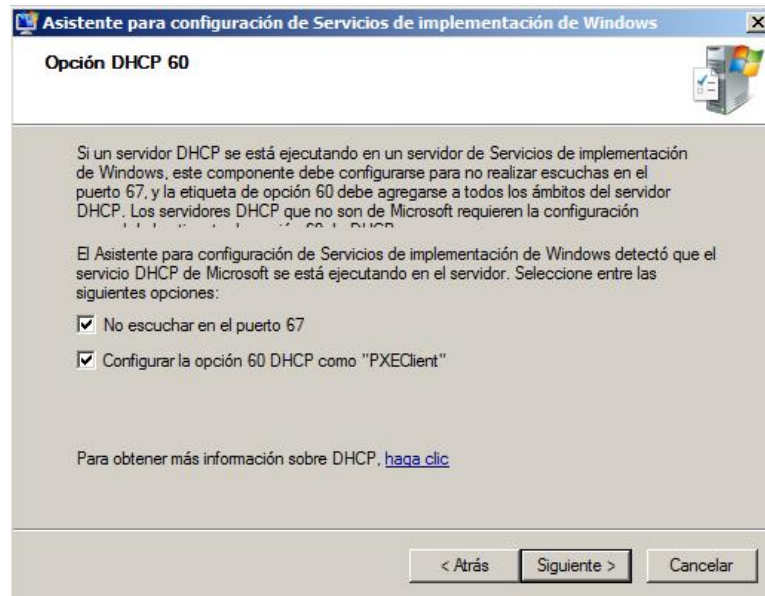 Asistente para configuración de Servicios de implementación de Windows
Opción DHCP 60
Si un servidor DHCP se está ejecutando en un servidor de Servicios de implementación
de Windows, este componente debe configurarse para no realizar escuchas en el
puerto 67, y la etiqueta de opción 60 debe agregarse a todos los ámbitos del servidor
DHCP. Los servidores DHCP que no son de Microsoft requieren la configuración
El Asistente para configuración de Servicios de implementación de Windows detectó que el
servicio DHCP de Microsoft se está ejecutando en el servidor. Seleccione entre las
siguientes opciones:
No escuchar en el puerto 67
Configurar la opción 60 DHCP como "PXEClient"
Para obtener más información sobre DHCP, haga clic
< Atrás
Siguiente >
Cancelar